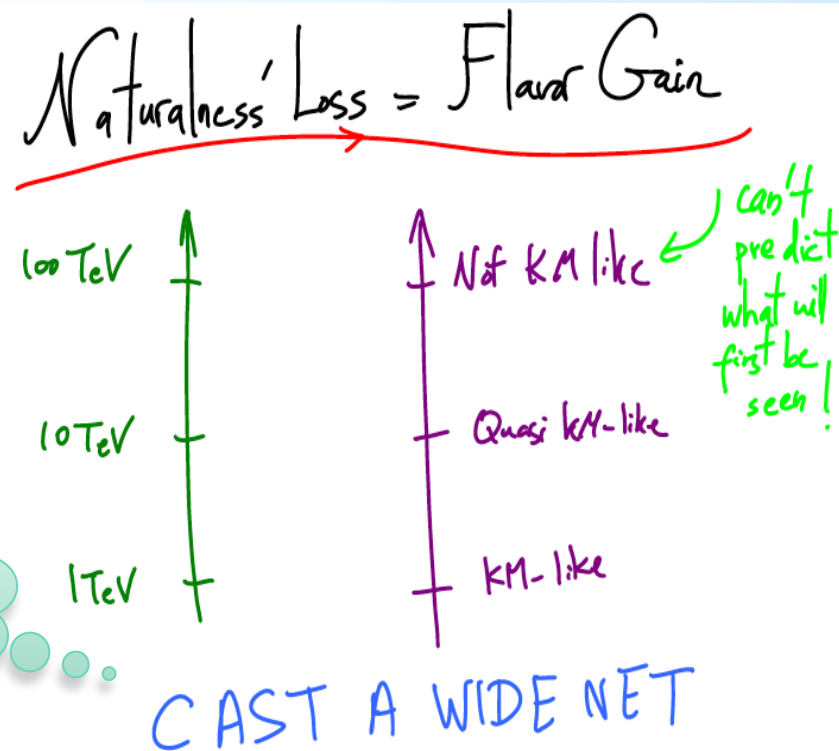 Naturalness' Loss = Flavor Gain
100 TeV
10 TeV
1 TeV
Not KM like
Quasi KM-like
KM-like
can't
predict
what will
first be
seen!
CAST A WIDE NET